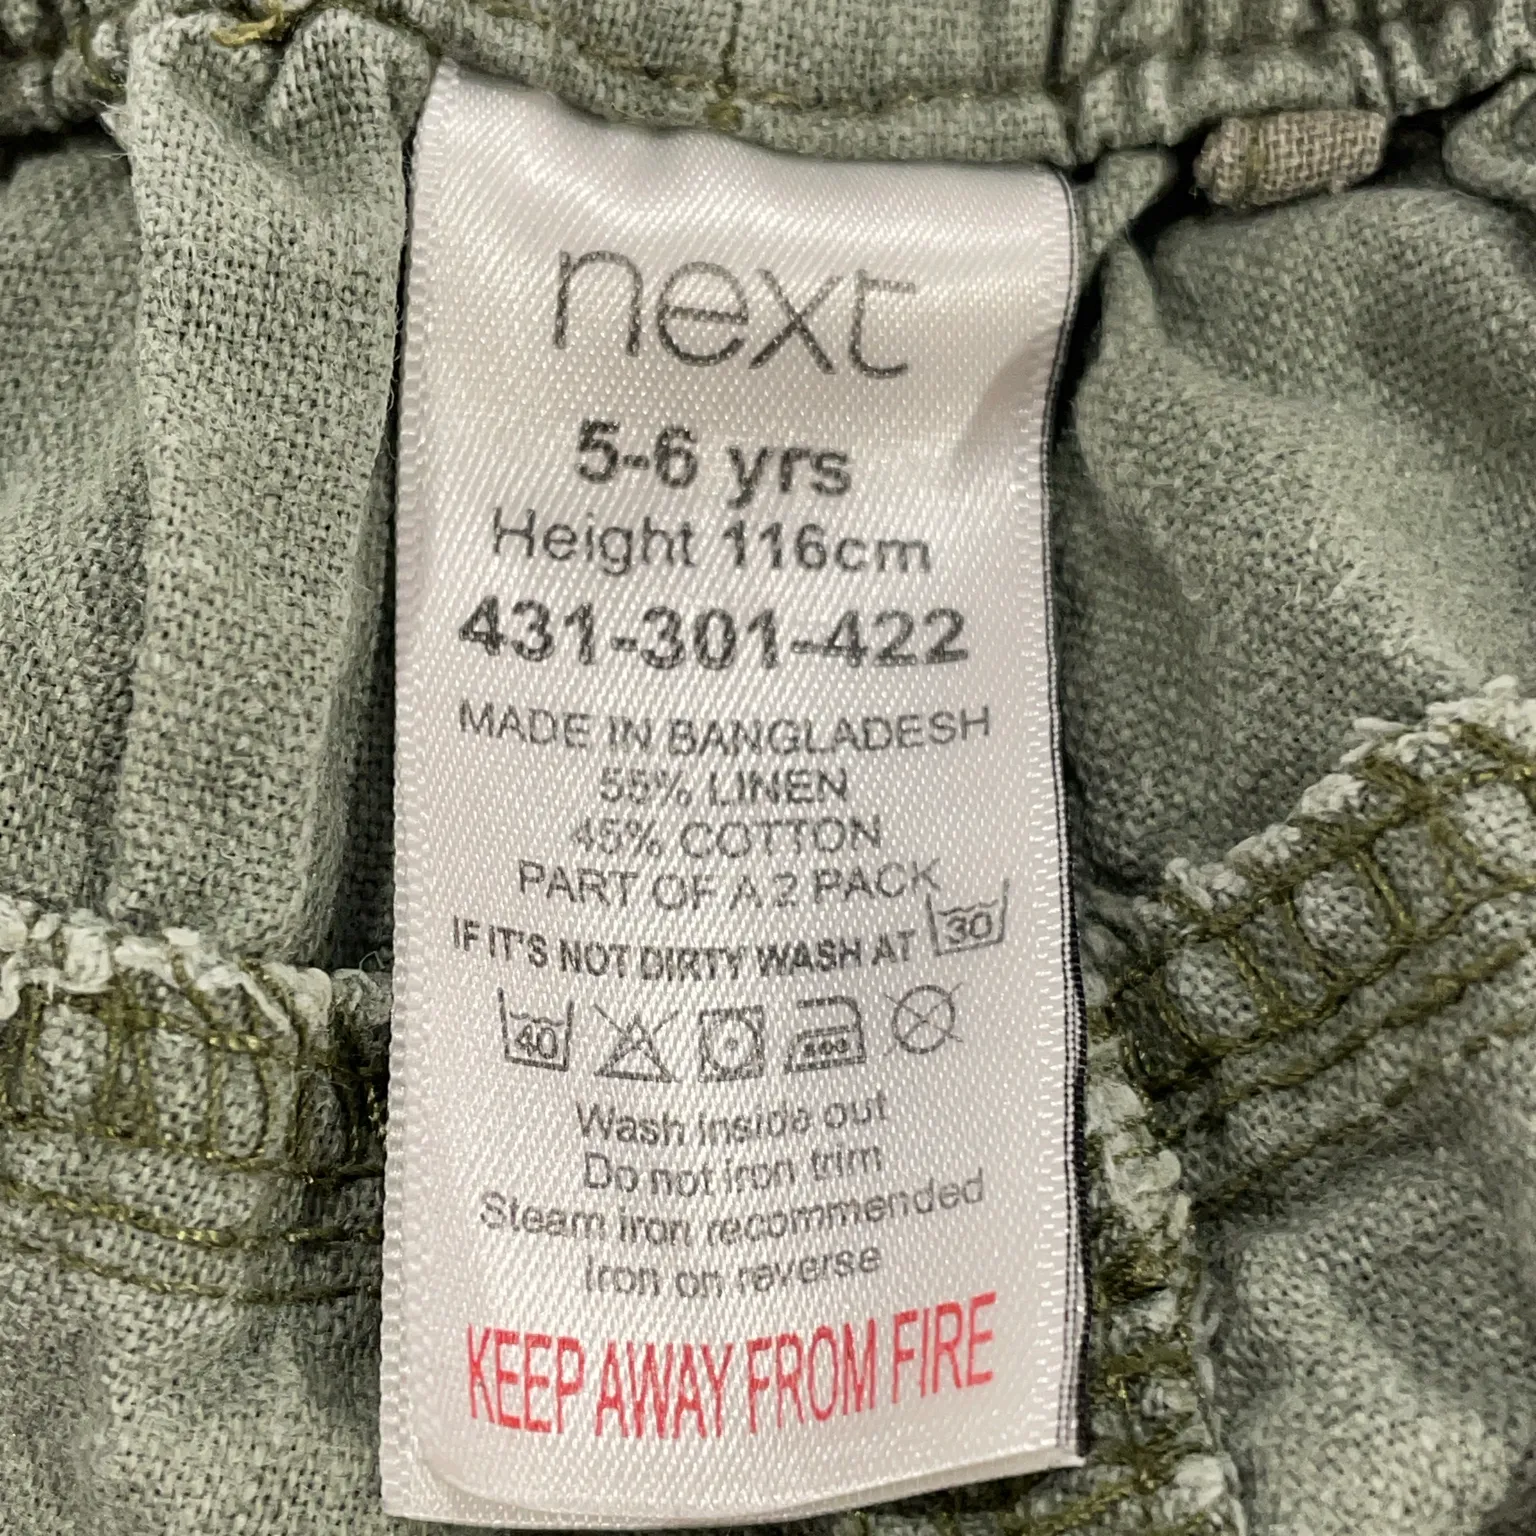 next
5-6 yrs
Height 116cm
431-301-422
MADE IN BANGLADESH
55% LINEN
45% COTTON
PART OF A 2 PACK
IF IT'S NOT DIRTY WASH AT 30
40
Wash inside out
Do not iron trim
Steam iron recommended
Iron on reverse
KEEP AWAY FROM FIRE